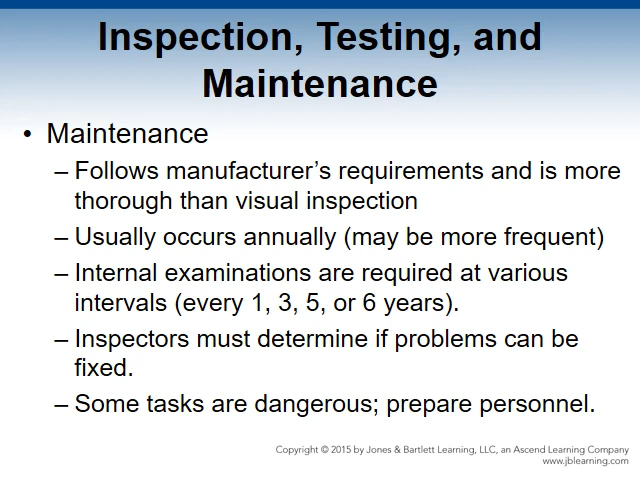 Inspection, Testing, and
Maintenance
• Maintenance
– Follows manufacturer’s requirements and is more
thorough than visual inspection
– Usually occurs annually (may be more frequent)
– Internal examinations are required at various
intervals (every 1, 3, 5, or 6 years).
– Inspectors must determine if problems can be
fixed.
– Some tasks are dangerous; prepare personnel.
Copyright © 2015 by Jones & Bartlett Learning, LLC, an Ascend Learning Company
www.jblearning.com